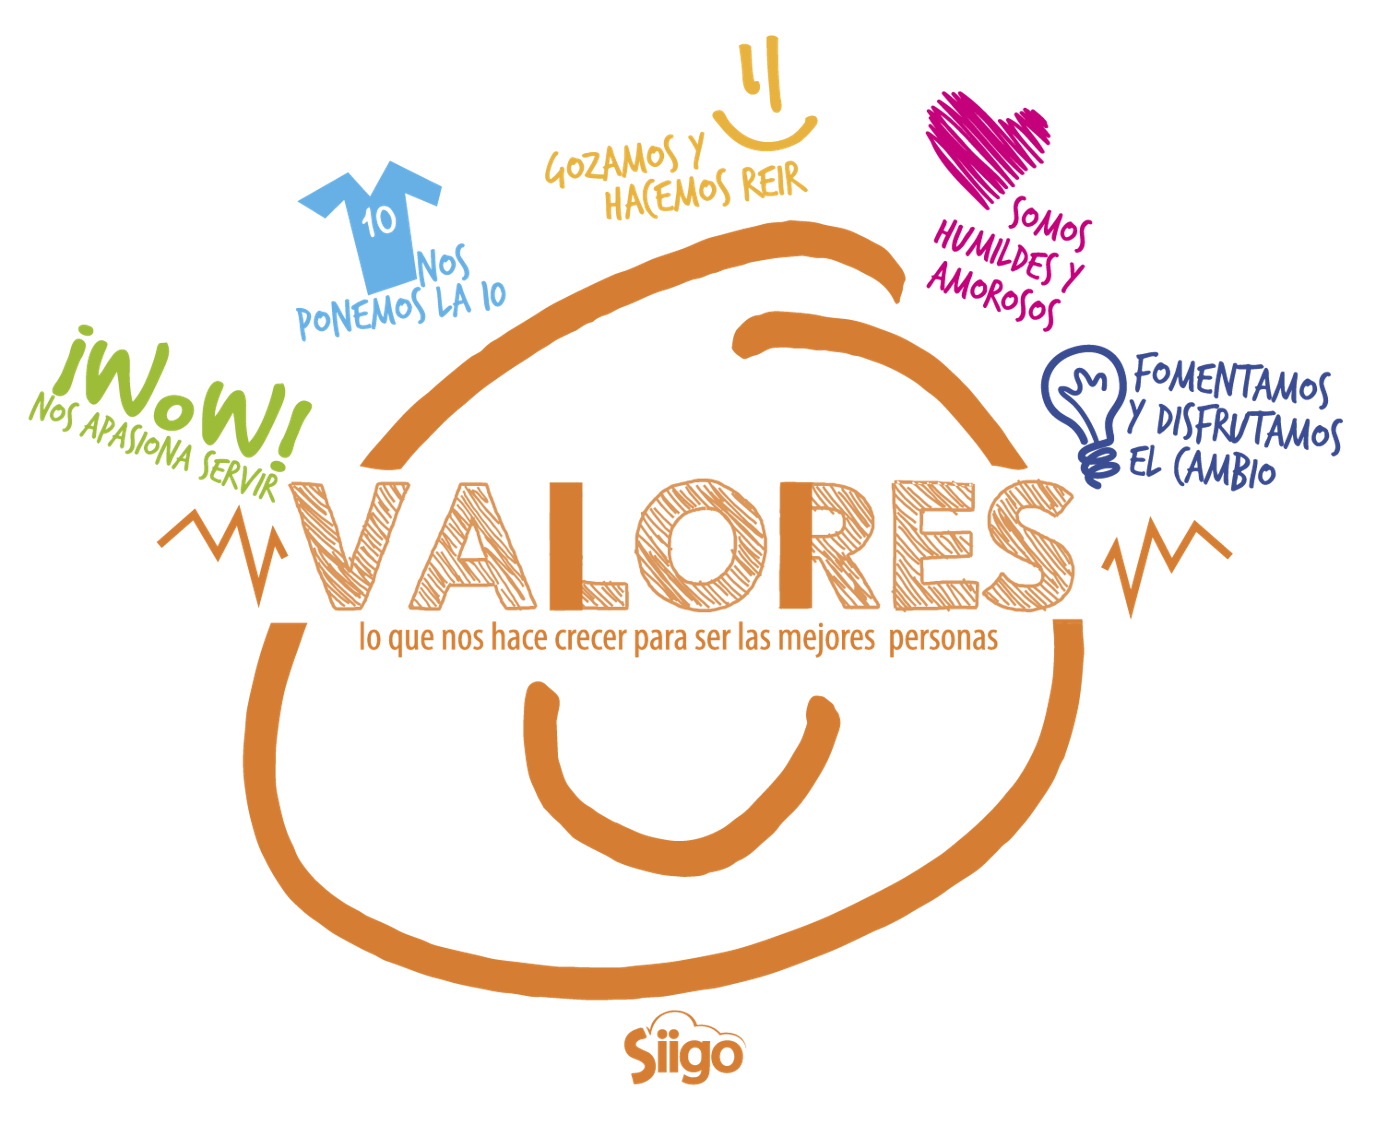 ¡WOW!
NOS APASIONA SERVIR
10
NOS
PONEMOS LA 10
GOZAMOS Y
HACEMOS REIR
SOMOS
HUMILDES Y
AMOROSOS
FOMENTAMOS
Y DISFRUTAMOS
EL CAMBIO
VALORES
lo que nos hace crecer para ser las mejores personas
Siigo